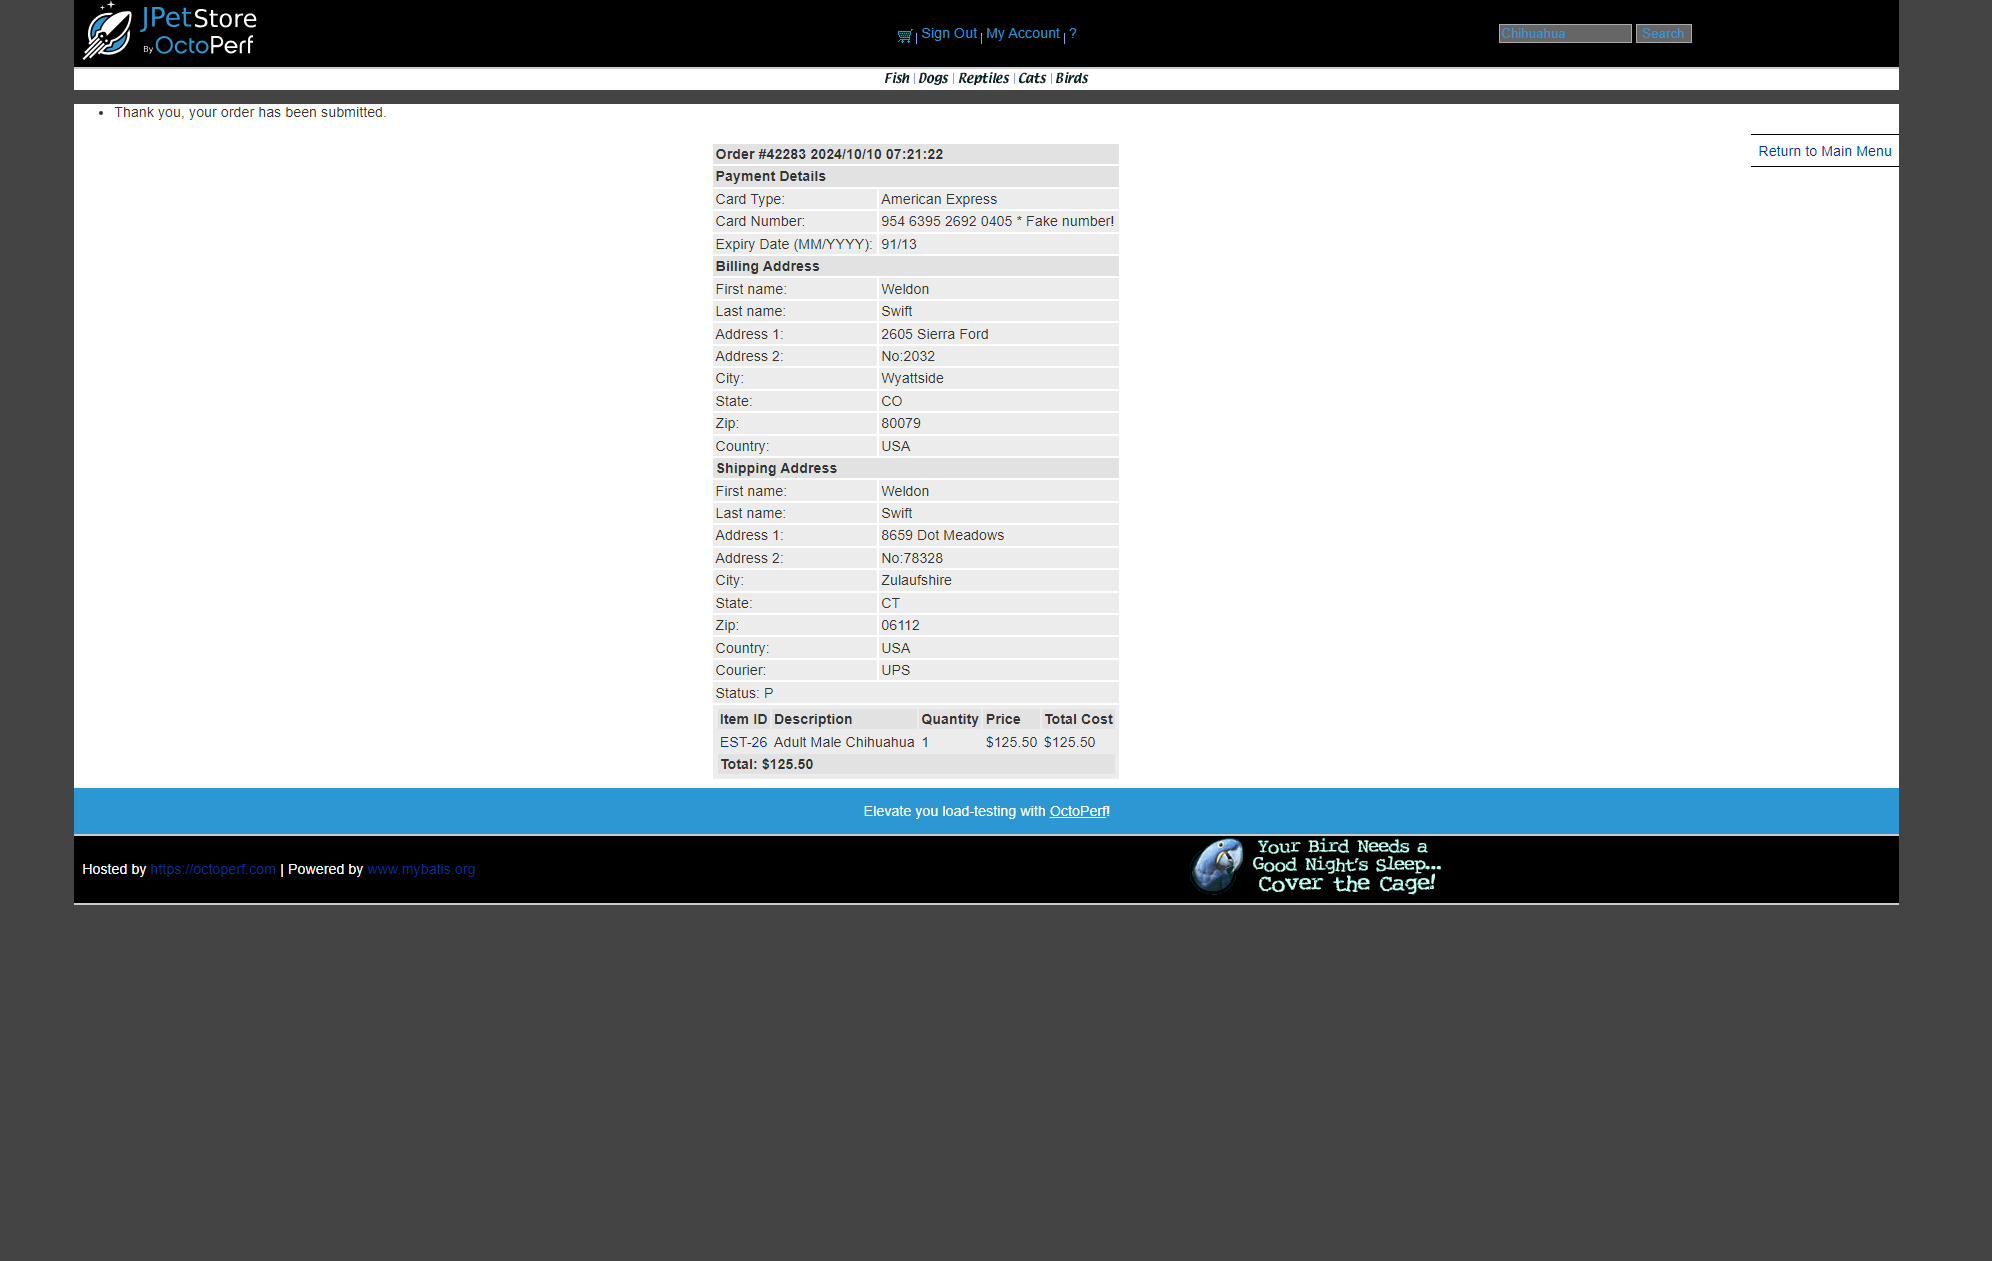 JPetStore
By OctoPerf
Sign Out | My Account | ?
Chihuahua
Search
Fish | Dogs | Reptiles | Cats | Birds
Thank you, your order has been submitted.
Return to Main Menu
Order #42283 2024/10/10 07:21:22
Payment Details
Card Type: American Express
Card Number: 954 6395 2692 0405 * Fake number!
Expiry Date (MM/YYYY): 91/13
Billing Address
First name: Weldon
Last name: Swift
Address 1: 2605 Sierra Ford
Address 2: No:2032
City: Wyattside
State: CO
Zip: 80079
Country: USA
Shipping Address
First name: Weldon
Last name: Swift
Address 1: 8659 Dot Meadows
Address 2: No:78328
City: Zulaufshire
State: CT
Zip: 06112
Country: USA
Courier: UPS
Status: P
Item ID Description Quantity Price Total Cost
EST-26 Adult Male Chihuahua 1 $125.50 $125.50
Total: $125.50
Elevate you load-testing with OctoPerf!
Hosted by https://octoperf.com | Powered by www.mybatis.org
Your Bird Needs a
Good Night's Sleep...
Cover the Cage!